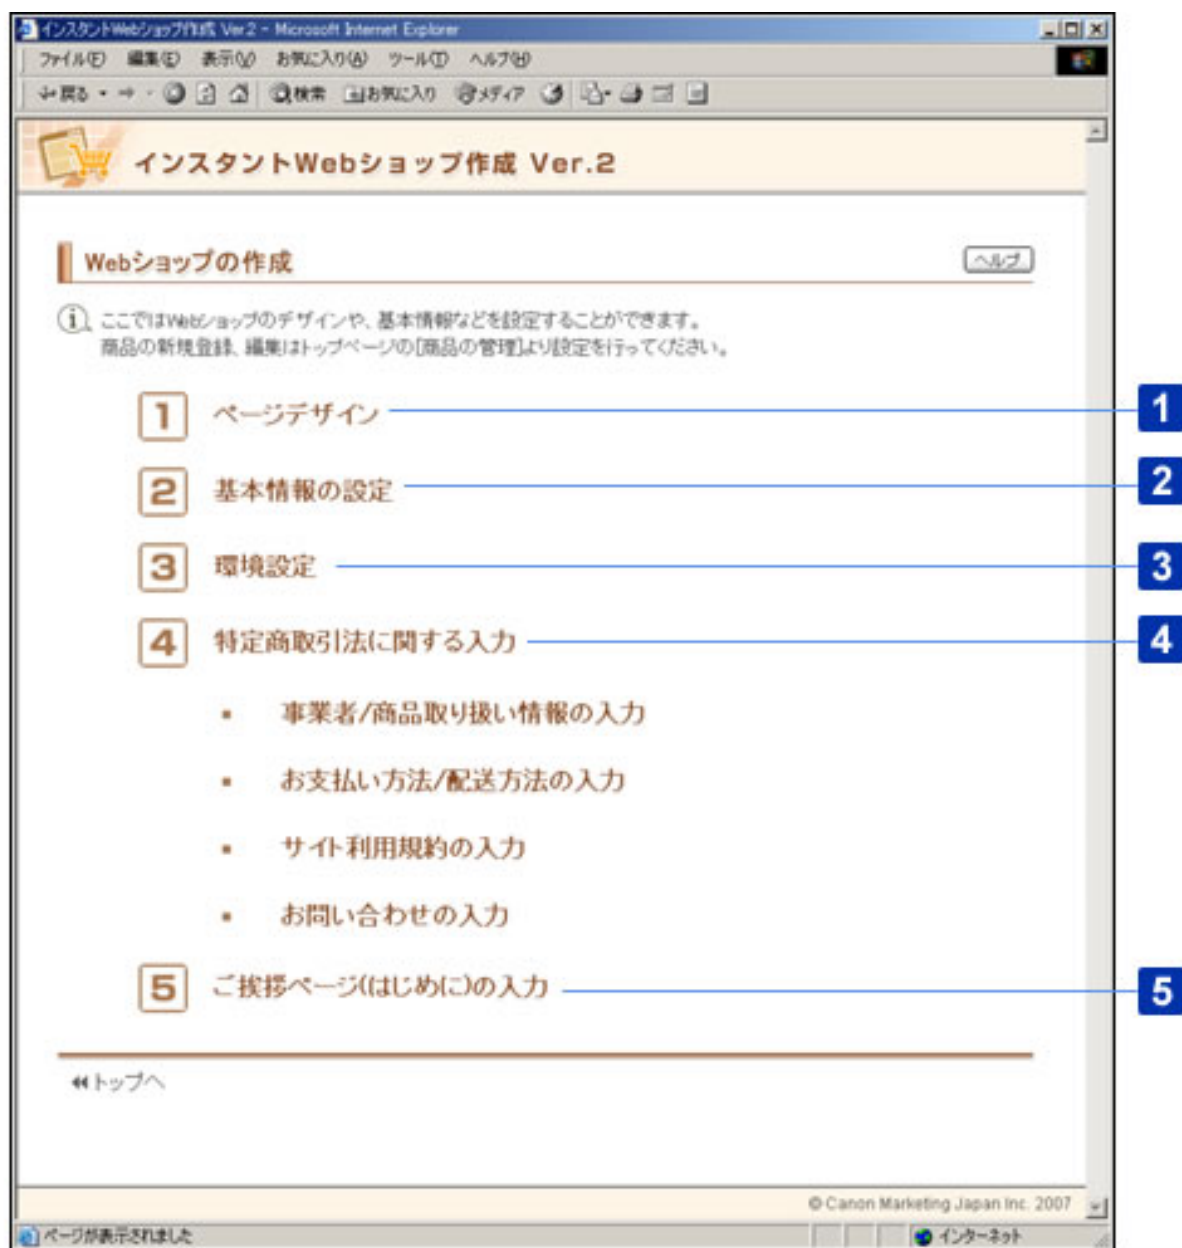 インスタントWebショップ作成 Ver.2 - Microsoft Internet Explorer
ファイル(F) 編集(E) 表示(V) お気に入り(A) ツール(T) ヘルプ(H)
戻る 検索 お気に入り メディア
インスタントWebショップ作成 Ver.2
Webショップの作成 ヘルプ
ここではWebショップのデザインや、基本情報などを設定することができます。
商品の新規登録、編集はトップページの[商品の管理]より設定を行ってください。
1 ページデザイン 1
2 基本情報の設定 2
3 環境設定 3
4 特定商取引法に関する入力 4
事業者/商品取り扱い情報の入力
お支払い方法/配送方法の入力
サイト利用規約の入力
お問い合わせの入力
5 ご挨拶ページ(はじめに)の入力 5
トップへ
© Canon Marketing Japan Inc. 2007
ページが表示されました インターネット